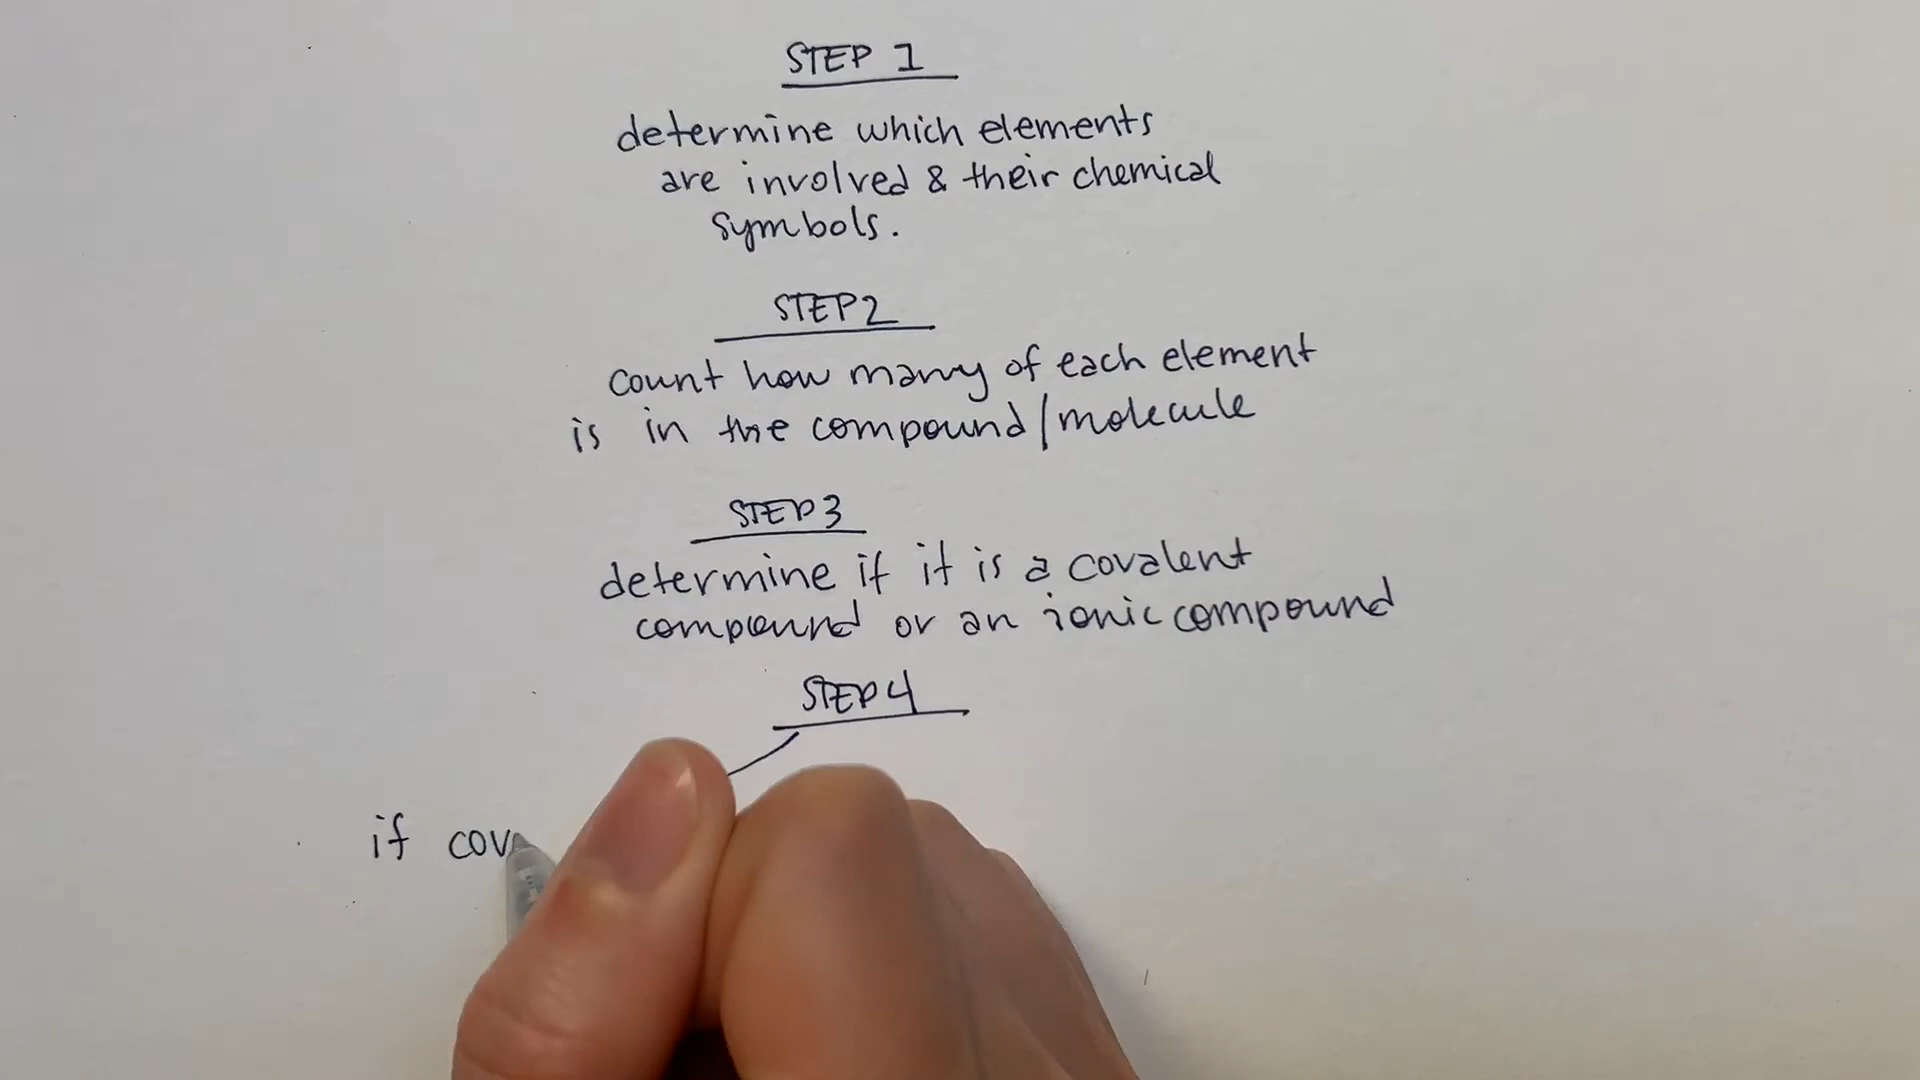 STEP 1
determine which elements
are involved & their chemical
symbols.
STEP 2
count how many of each element
is in the compound/molecule
STEP 3
determine if it is a covalent
compound or an ionic compound
STEP 4
if cov